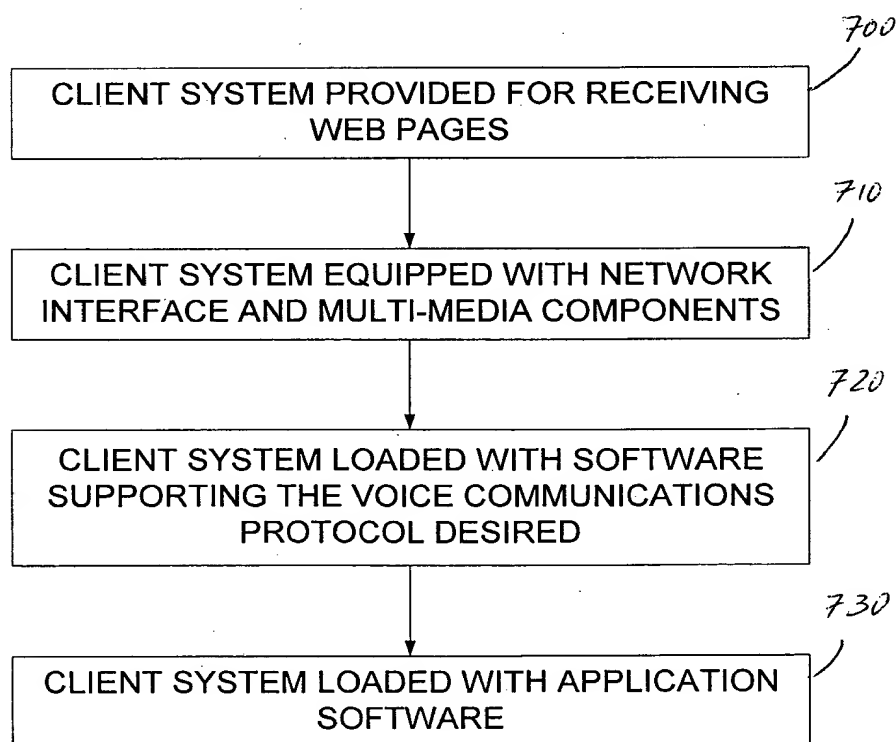 700
CLIENT SYSTEM PROVIDED FOR RECEIVING
WEB PAGES
710
CLIENT SYSTEM EQUIPPED WITH NETWORK
INTERFACE AND MULTI-MEDIA COMPONENTS
720
CLIENT SYSTEM LOADED WITH SOFTWARE
SUPPORTING THE VOICE COMMUNICATIONS
PROTOCOL DESIRED
730
CLIENT SYSTEM LOADED WITH APPLICATION
SOFTWARE